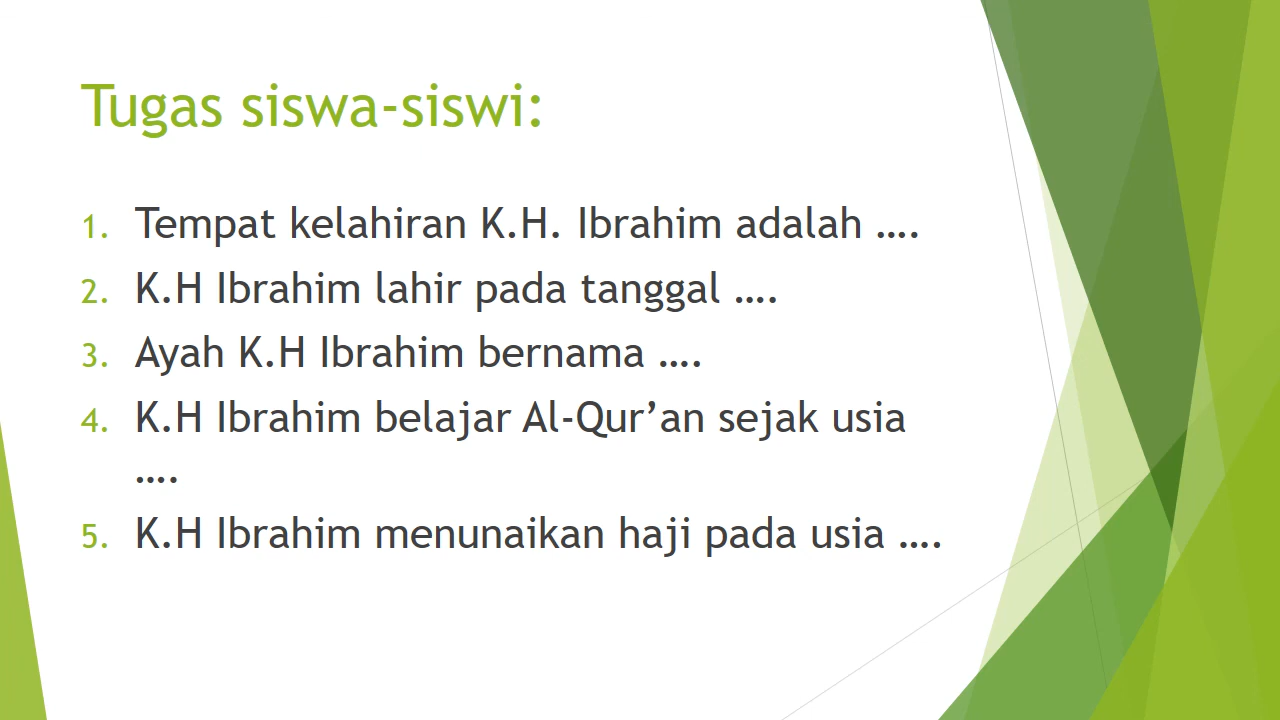 Tugas siswa-siswi:
1. Tempat kelahiran K.H. Ibrahim adalah ….
2. K.H Ibrahim lahir pada tanggal ….
3. Ayah K.H Ibrahim bernama ….
4. K.H Ibrahim belajar Al-Qur’an sejak usia
….
5. K.H Ibrahim menunaikan haji pada usia ….